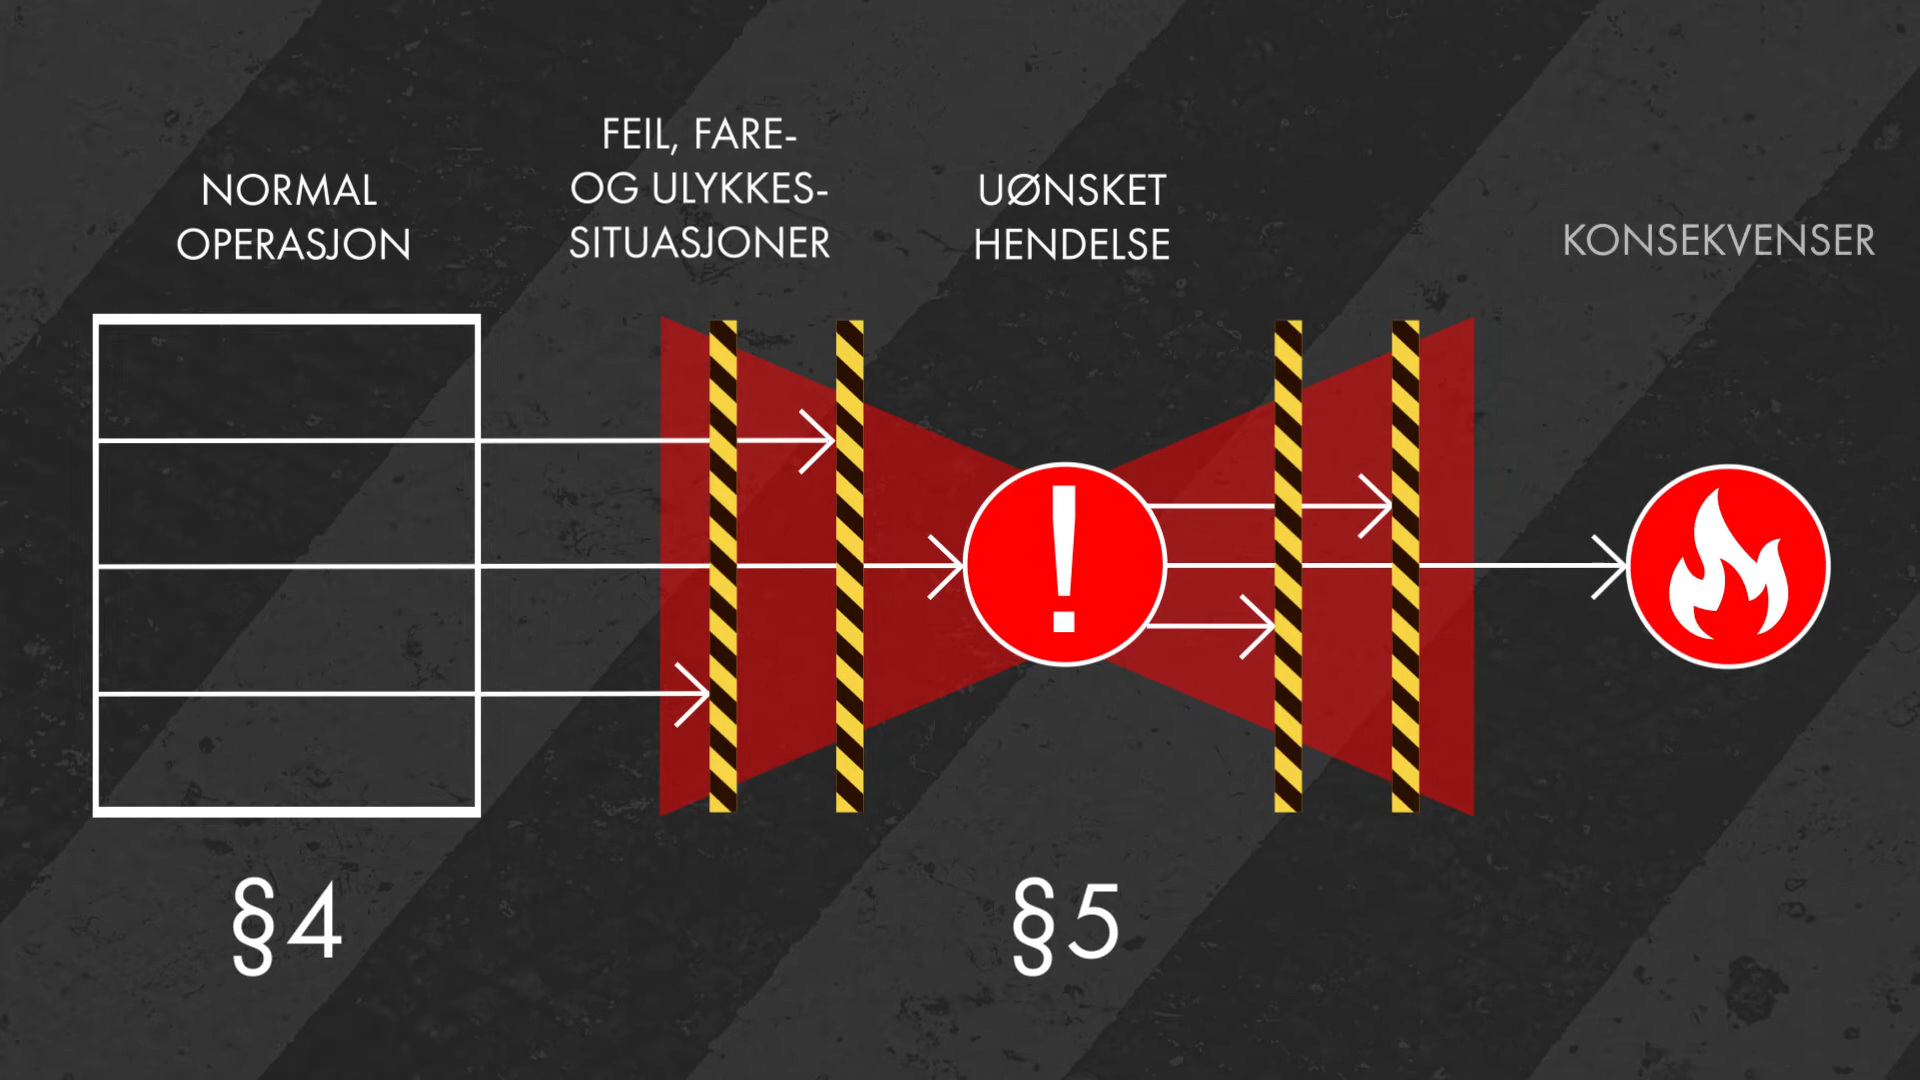 NORMAL
OPERASJON
FEIL, FARE-
OG ULYKKES-
SITUASJONER
UØNSKET
HENDELSE
KONSEKVENSER
!
§4
§5